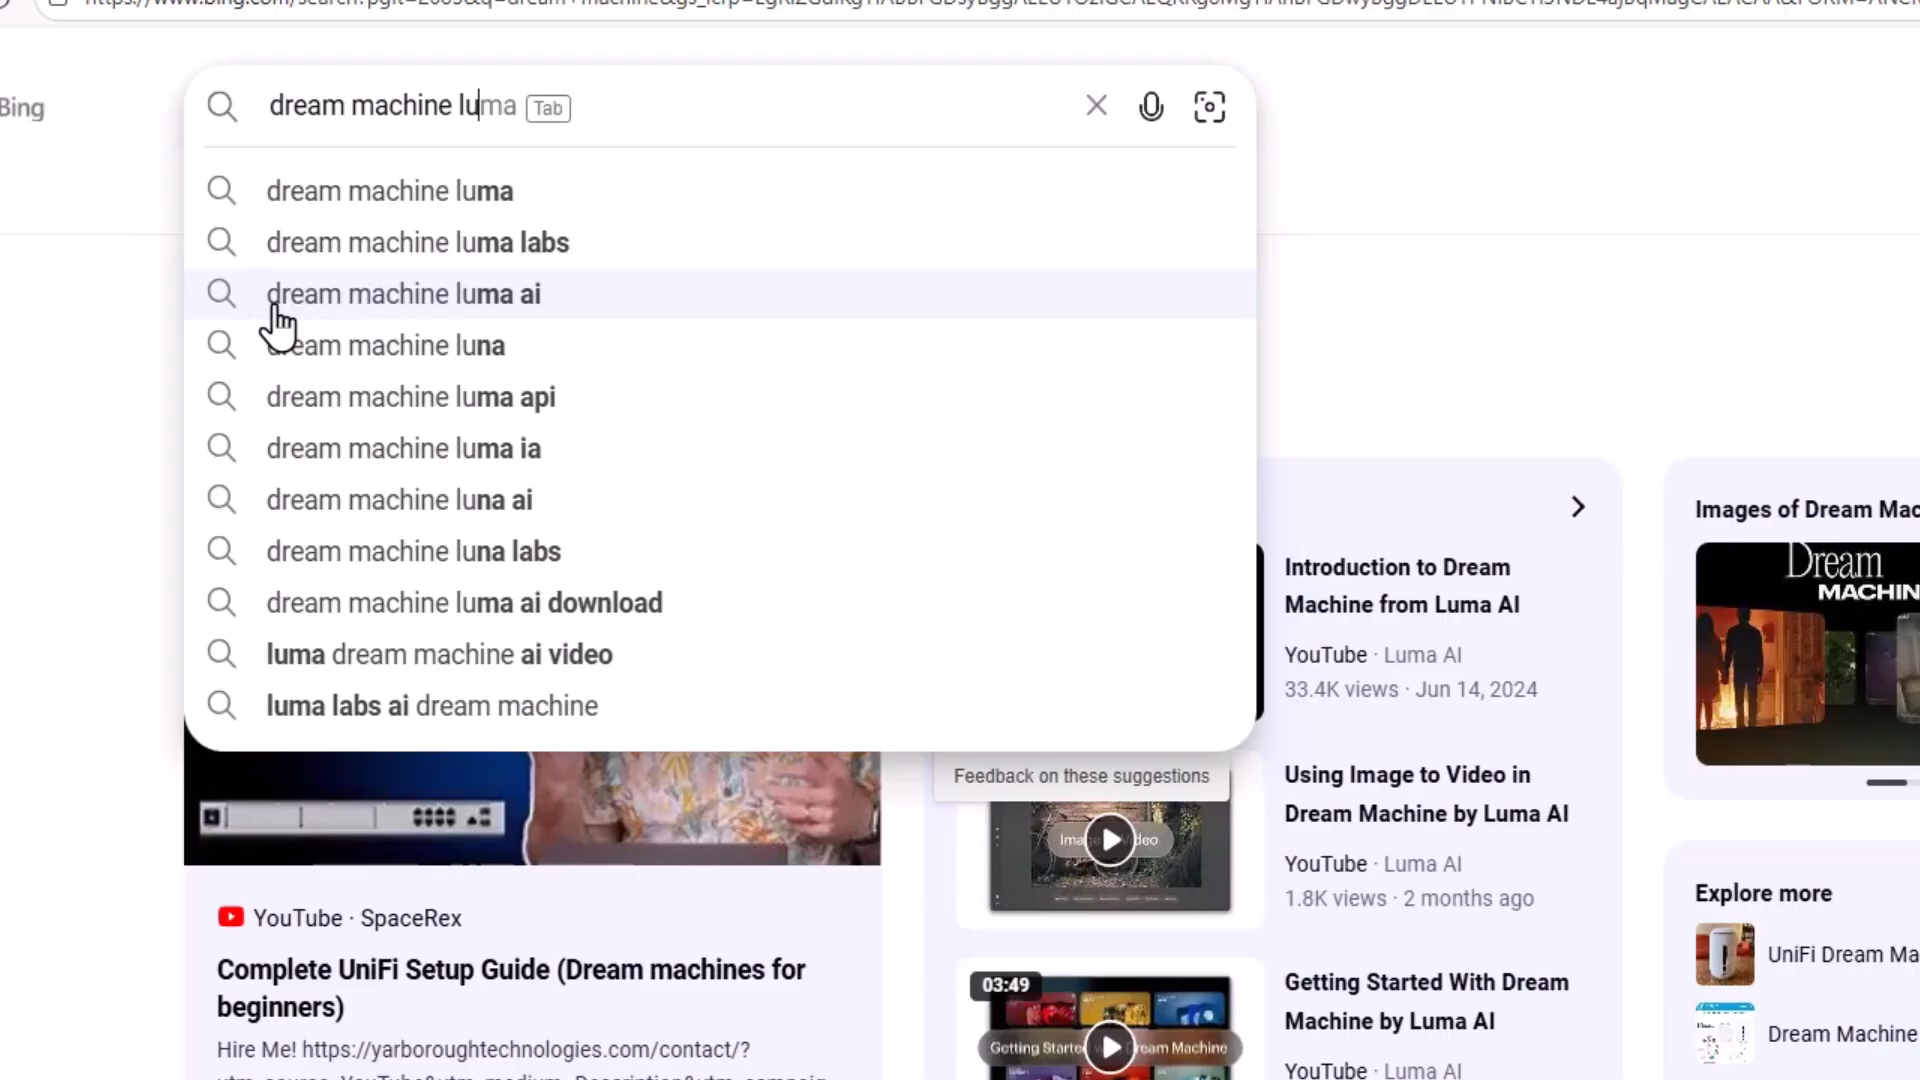 Bing
dream machine luma Tab
dream machine luma
dream machine luma labs
dream machine luma ai
dream machine luna
dream machine luma api
dream machine luma ia
dream machine luna ai
dream machine luna labs
dream machine luma ai download
luma dream machine ai video
luma labs ai dream machine
Feedback on these suggestions
YouTube · SpaceRex
Complete UniFi Setup Guide (Dream machines for
beginners)
Hire Me! https://yarboroughtechnologies.com/contact/?
Introduction to Dream
Machine from Luma AI
YouTube · Luma AI
33.4K views · Jun 14, 2024
Using Image to Video in
Dream Machine by Luma AI
YouTube · Luma AI
1.8K views · 2 months ago
03:49
Getting Started With Dream
Machine by Luma AI
YouTube · Luma AI
Images of Dream Mac
Dream
MACHIN
Explore more
UniFi Dream Ma
Dream Machine